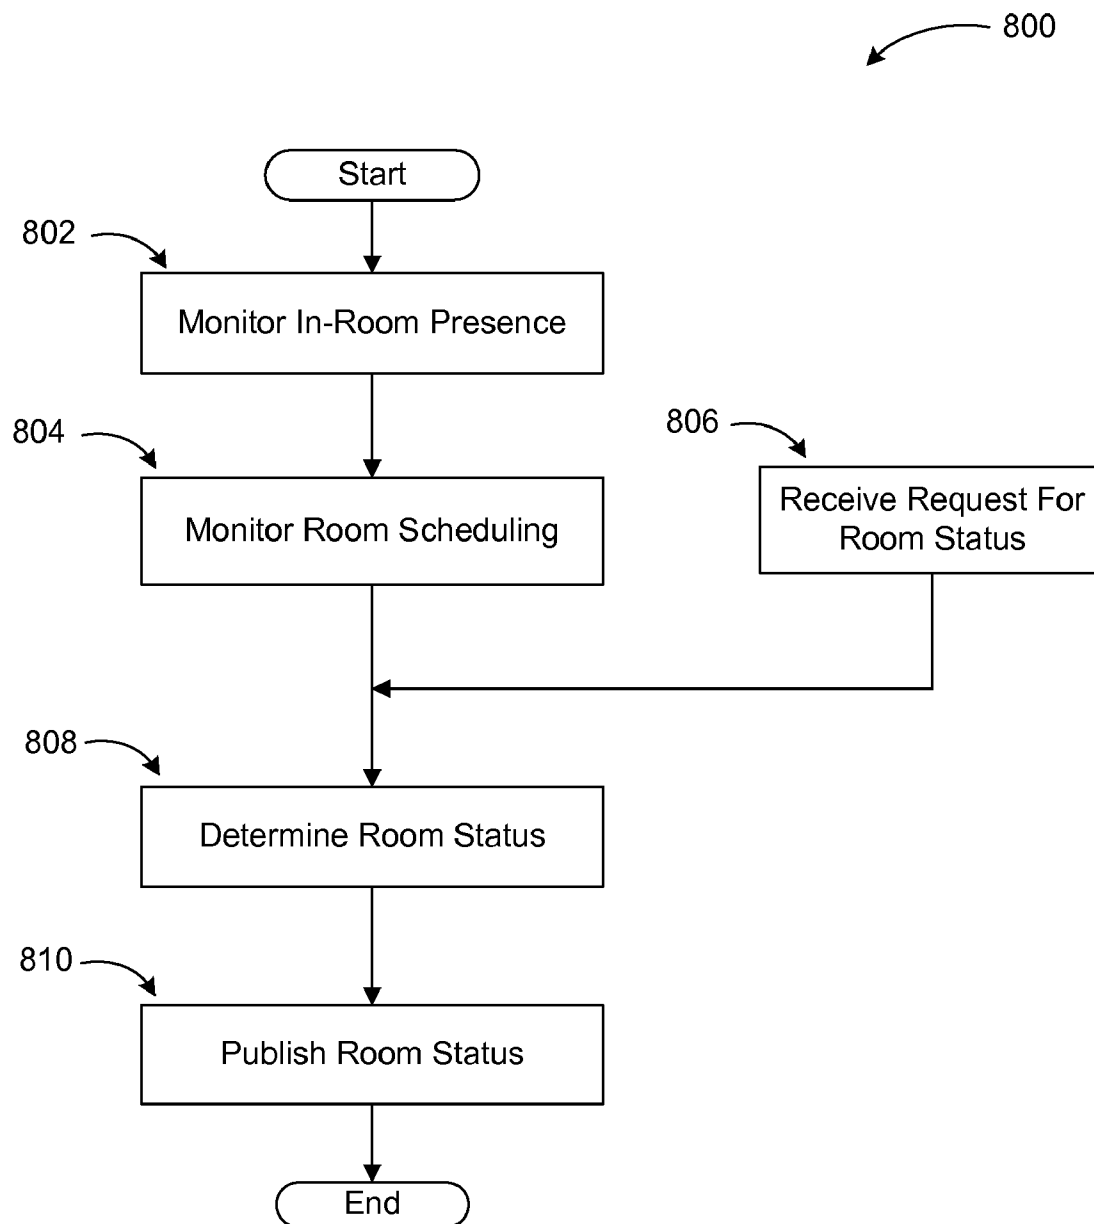 800
Start
802
Monitor In-Room Presence
804
Monitor Room Scheduling
806
Receive Request For
Room Status
808
Determine Room Status
810
Publish Room Status
End